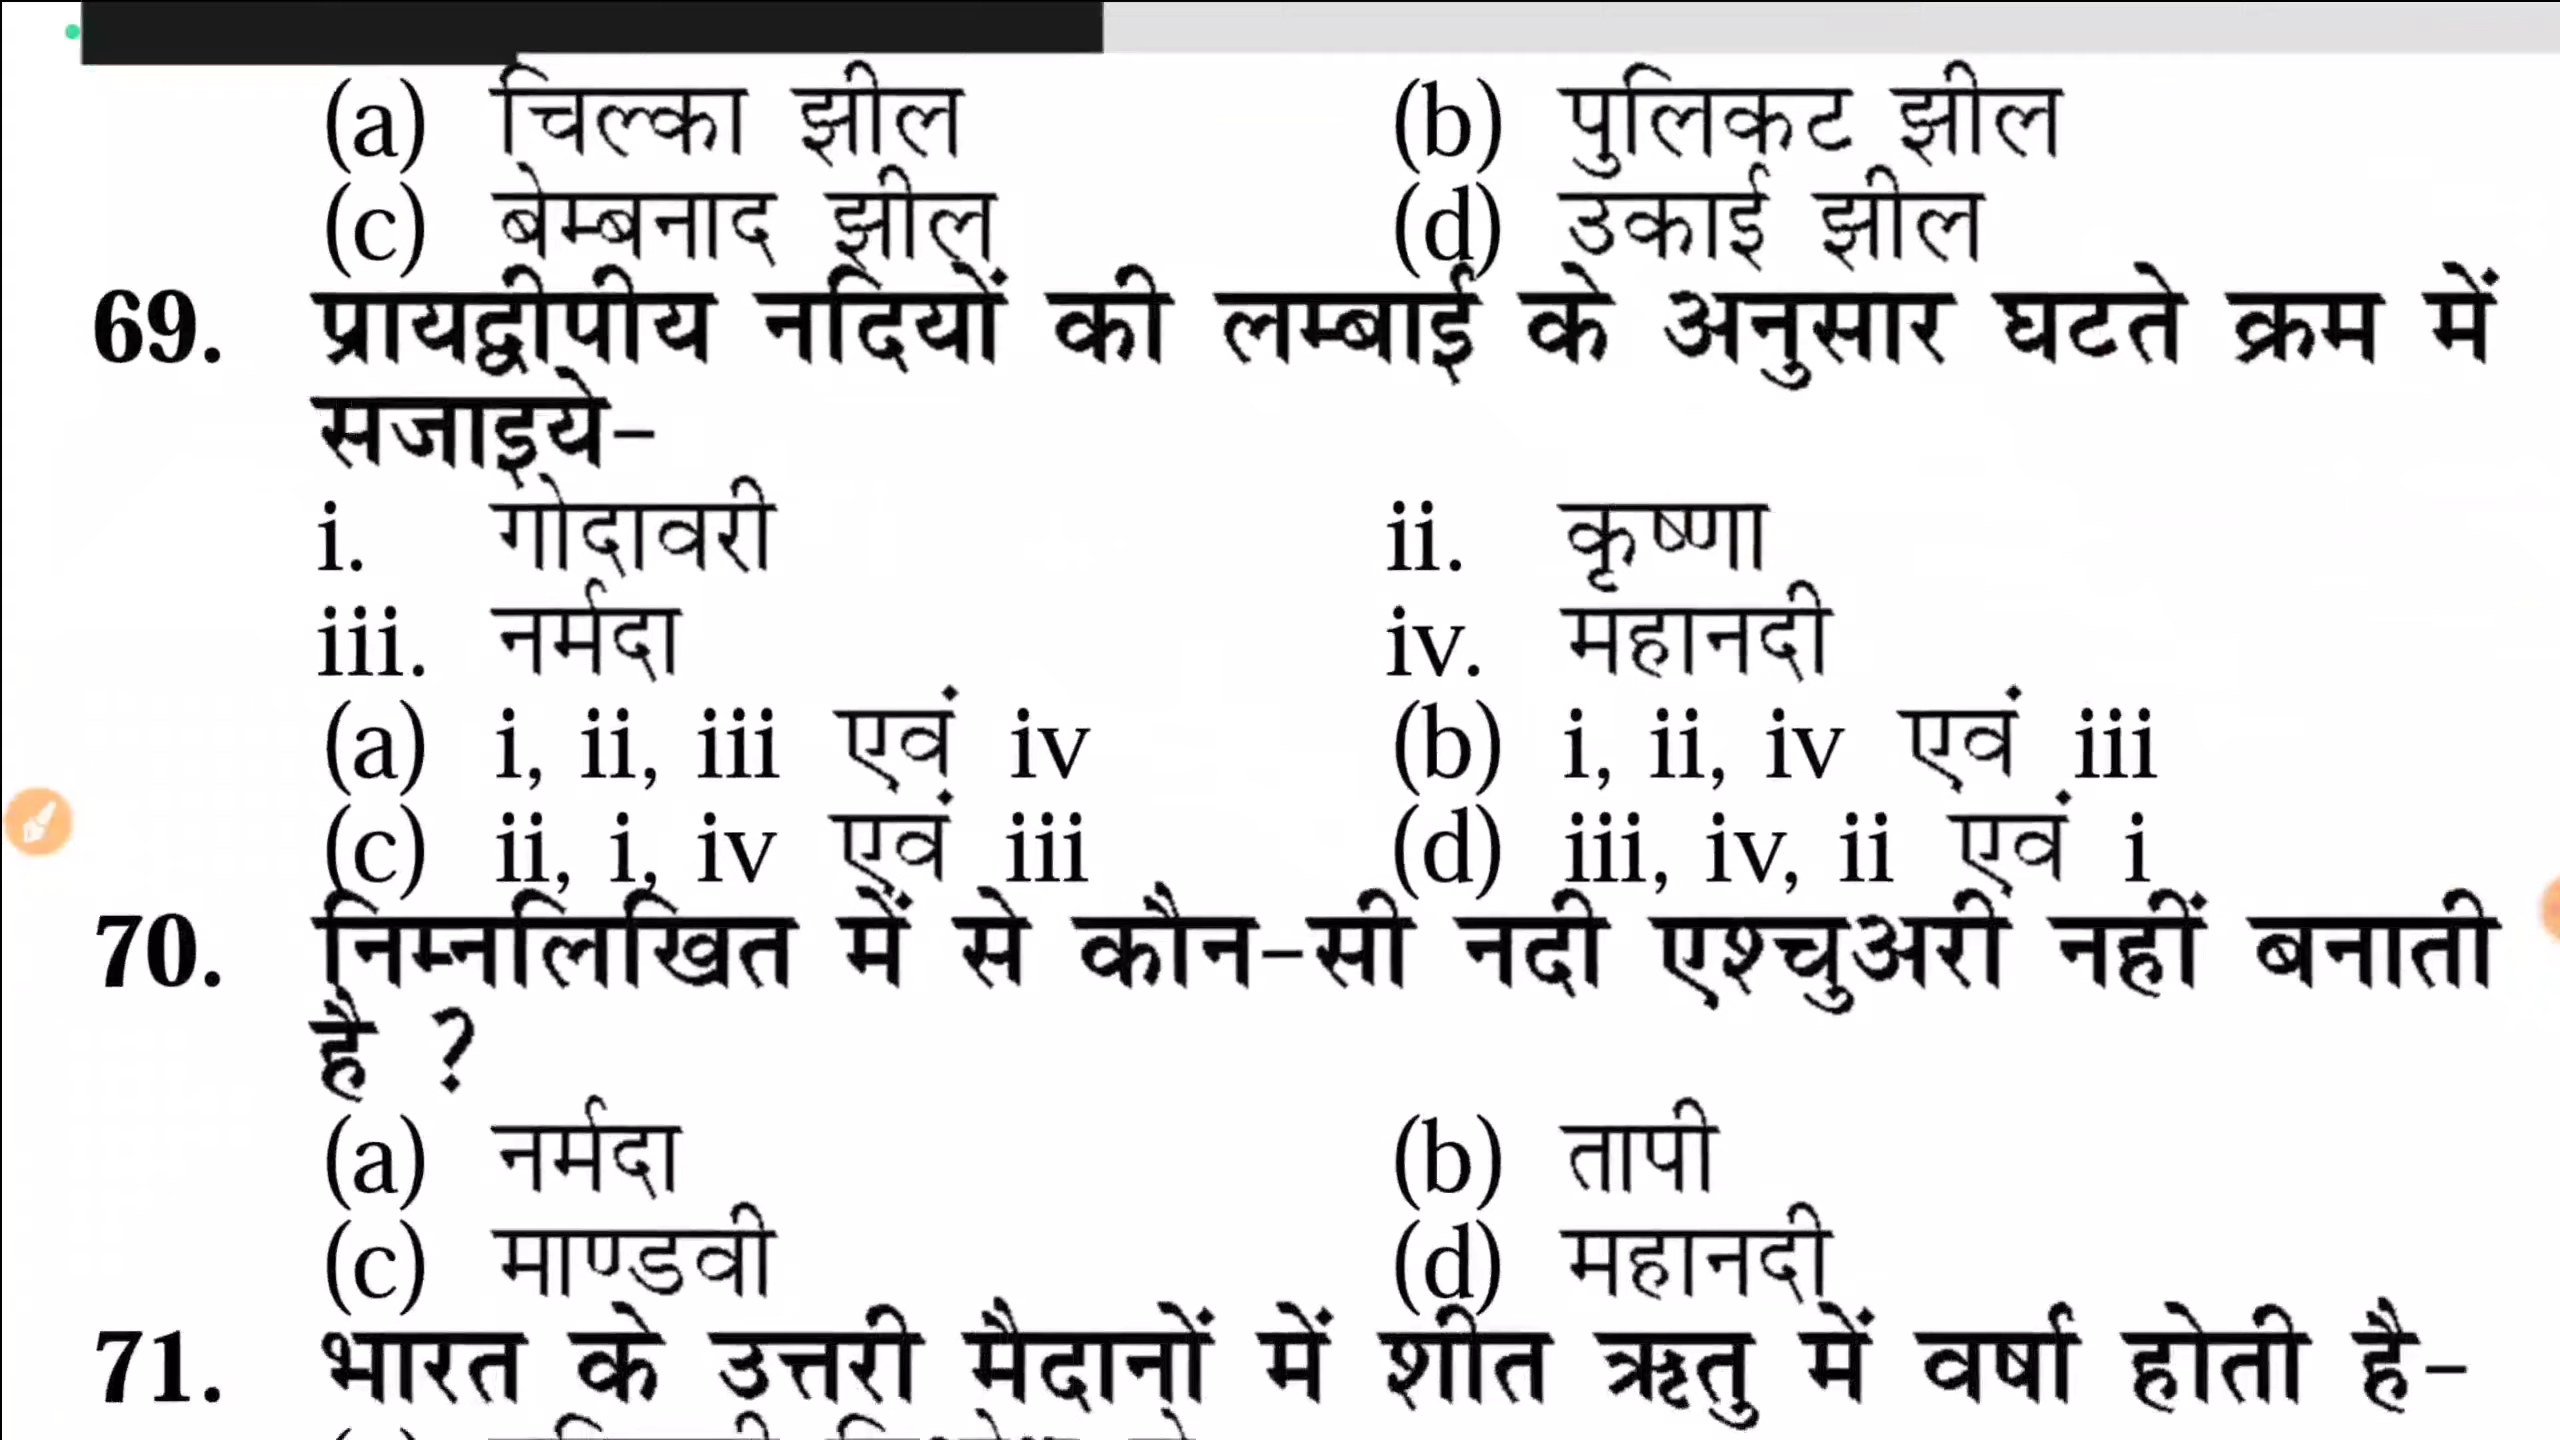 (a) चिल्का झील (b) पुलिकट झील
(c) बेम्बनाद झील (d) उकाई झील
69. प्रायद्वीपीय नदियों की लम्बाई के अनुसार घटते क्रम में
सजाइये-
i. गोदावरी ii. कृष्णा
iii. नर्मदा iv. महानदी
(a) i, ii, iii एवं iv (b) i, ii, iv एवं iii
(c) ii, i, iv एवं iii (d) iii, iv, ii एवं i
70. निम्नलिखित में से कौन-सी नदी एश्चुअरी नहीं बनाती
है ?
(a) नर्मदा (b) तापी
(c) माण्डवी (d) महानदी
71. भारत के उत्तरी मैदानों में शीत ऋतु में वर्षा होती है-